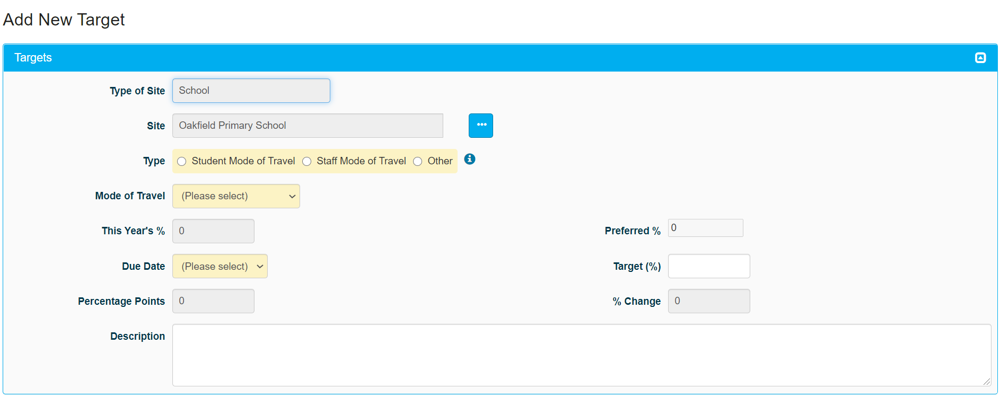 Add New Target
Targets
Type of Site School
Site Oakfield Primary School
Type Student Mode of Travel Staff Mode of Travel Other
Mode of Travel (Please select)
This Year's % 0 Preferred % 0
Due Date (Please select) Target (%)
Percentage Points 0 % Change 0
Description